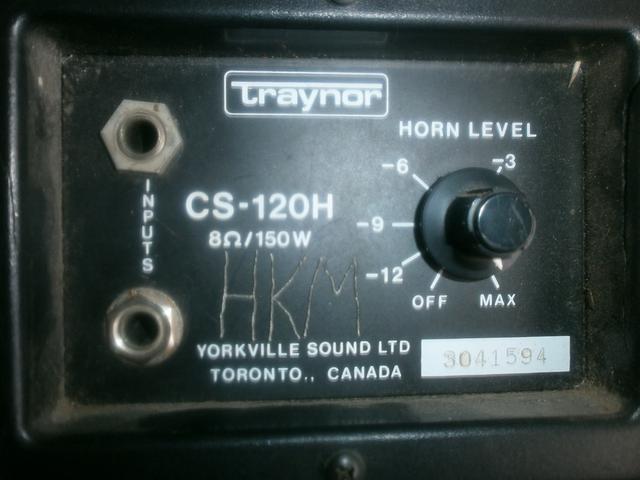 traynor
HORN LEVEL
-6
-3
INPUTS
CS-120H
-9
8Ω/150W
-12
HKM
OFF
MAX
YORKVILLE SOUND LTD
3041594
TORONTO., CANADA